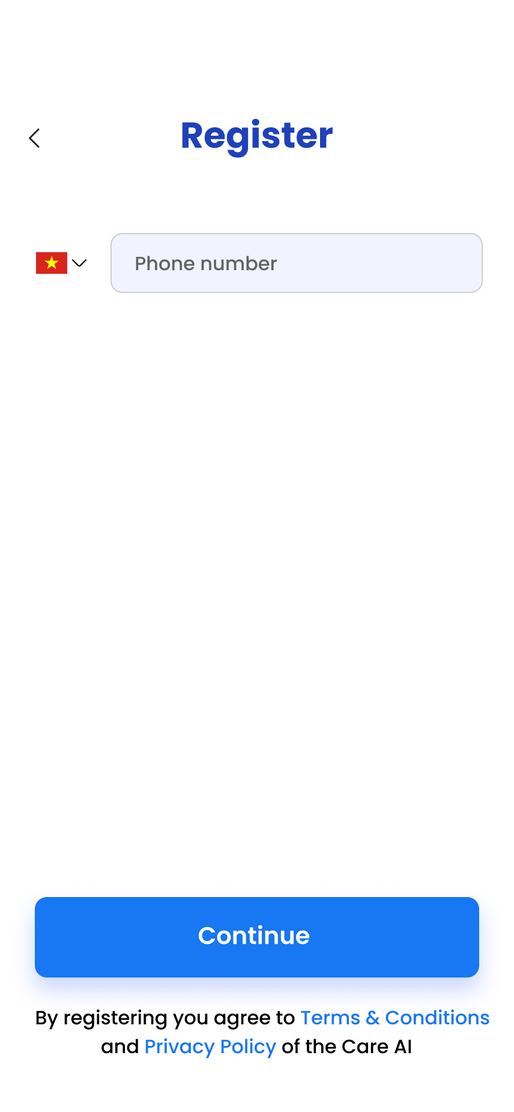 Register
Phone number
Continue
By registering you agree to Terms & Conditions
and Privacy Policy of the Care AI